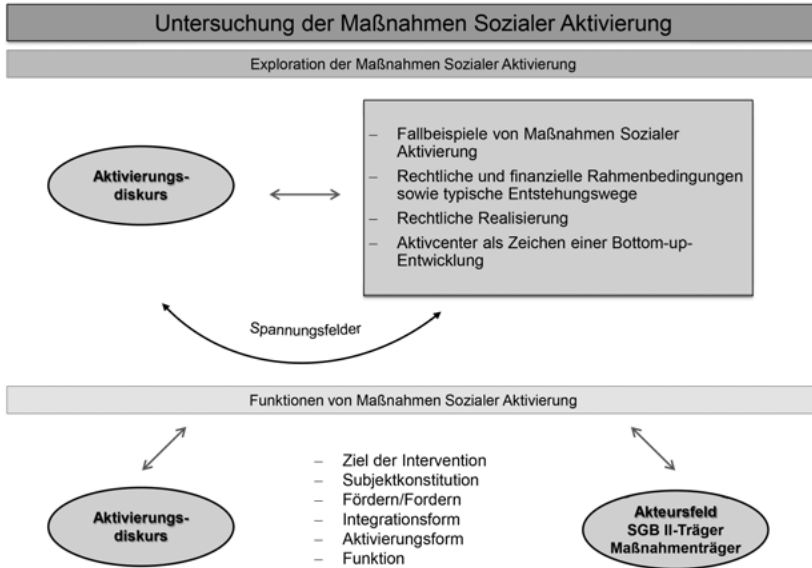 Untersuchung der Maßnahmen Sozialer Aktivierung
Exploration der Maßnahmen Sozialer Aktivierung
Aktivierungs-
diskurs
– Fallbeispiele von Maßnahmen Sozialer
Aktivierung
– Rechtliche und finanzielle Rahmenbedingungen
sowie typische Entstehungswege
– Rechtliche Realisierung
– Aktivcenter als Zeichen einer Bottom-up-
Entwicklung
Spannungsfelder
Funktionen von Maßnahmen Sozialer Aktivierung
Aktivierungs-
diskurs
– Ziel der Intervention
– Subjektkonstitution
– Fördern/Fordern
– Integrationsform
– Aktivierungsform
– Funktion
Akteursfeld
SGB II-Träger
Maßnahmenträger